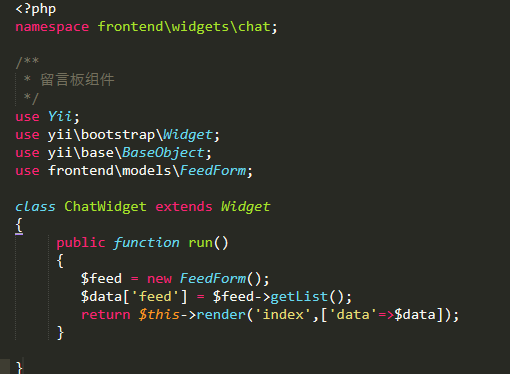 <?php
namespace frontend\widgets\chat;
/**
* 留言板组件
*/
use Yii;
use yii\bootstrap\Widget;
use yii\base\BaseObject;
use frontend\models\FeedForm;
class ChatWidget extends Widget
{
public function run()
{
$feed = new FeedForm();
$data['feed'] = $feed->getList();
return $this->render('index',['data'=>$data]);
}
}